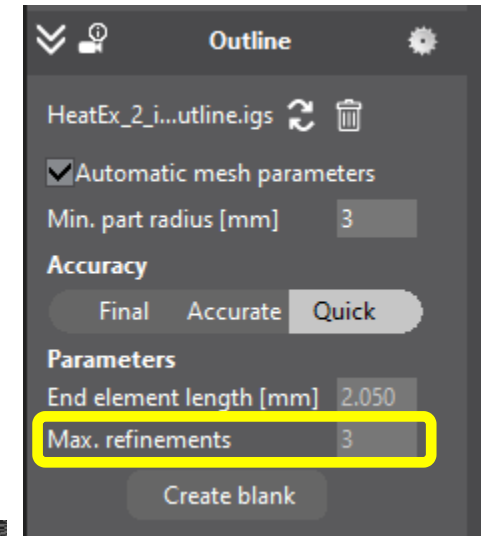 Outline
HeatEx_2_i...utline.igs
Automatic mesh parameters
Min. part radius [mm] 3
Accuracy
Final Accurate Quick
Parameters
End element length [mm] 2.050
Max. refinements 3
Create blank